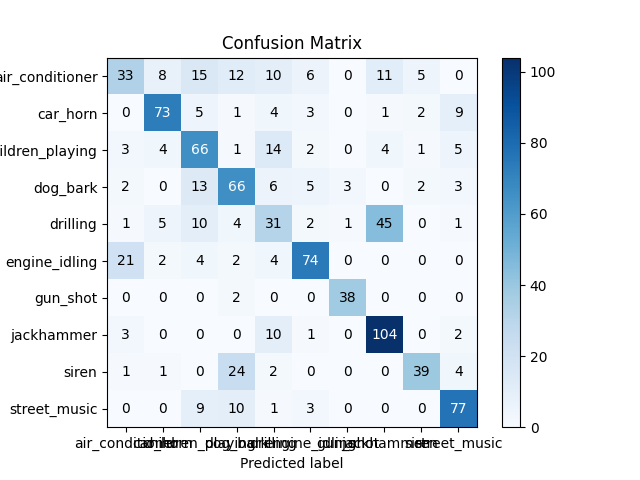 Confusion Matrix
air_conditioner 33 8 15 12 10 6 0 11 5 0
car_horn 0 73 5 1 4 3 0 1 2 9
ildren_playing 3 4 66 1 14 2 0 4 1 5
dog_bark 2 0 13 66 6 5 3 0 2 3
drilling 1 5 10 4 31 2 1 45 0 1
engine_idling 21 2 4 2 4 74 0 0 0 0
gun_shot 0 0 0 2 0 0 38 0 0 0
jackhammer 3 0 0 0 10 1 0 104 0 2
siren 1 1 0 24 2 0 0 0 39 4
street_music 0 0 9 10 1 3 0 0 0 77
100
80
60
40
20
0
Predicted label